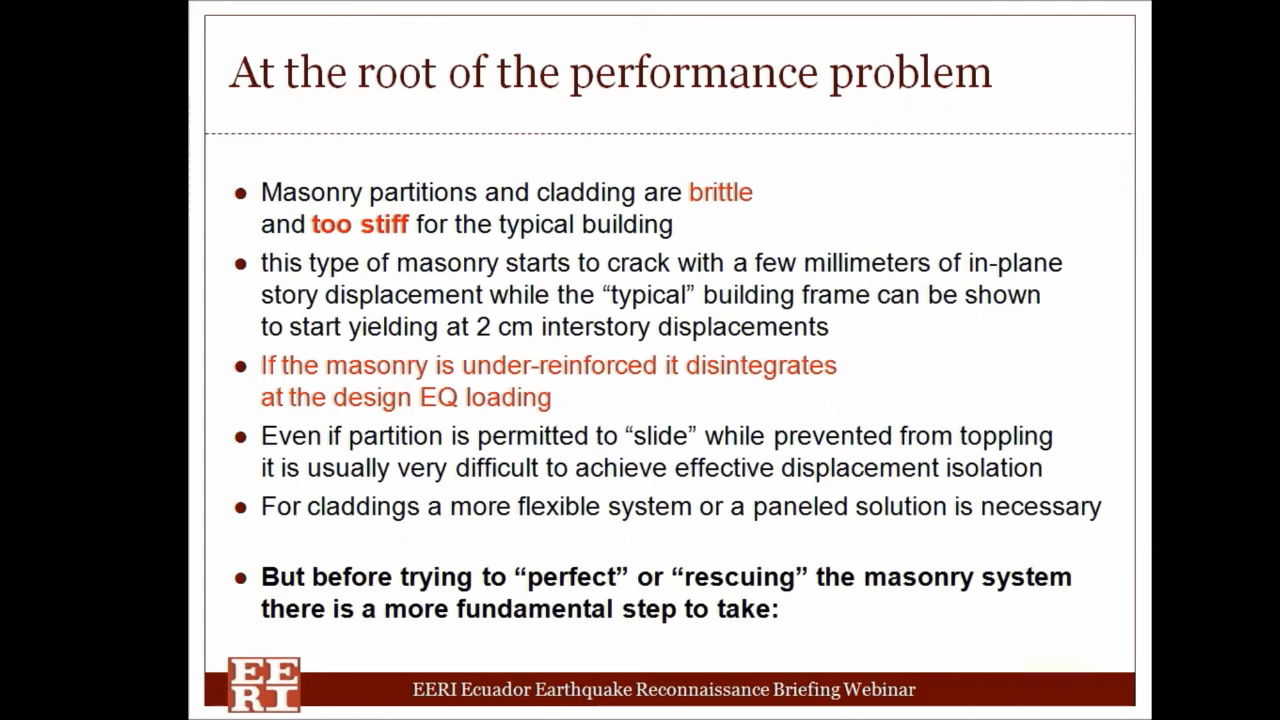 At the root of the performance problem
• Masonry partitions and cladding are brittle
and too stiff for the typical building
• this type of masonry starts to crack with a few millimeters of in-plane
story displacement while the “typical” building frame can be shown
to start yielding at 2 cm interstory displacements
• If the masonry is under-reinforced it disintegrates
at the design EQ loading
• Even if partition is permitted to “slide” while prevented from toppling
it is usually very difficult to achieve effective displacement isolation
• For claddings a more flexible system or a paneled solution is necessary
• But before trying to “perfect” or “rescuing” the masonry system
there is a more fundamental step to take:
EE
RI
EERI Ecuador Earthquake Reconnaissance Briefing Webinar